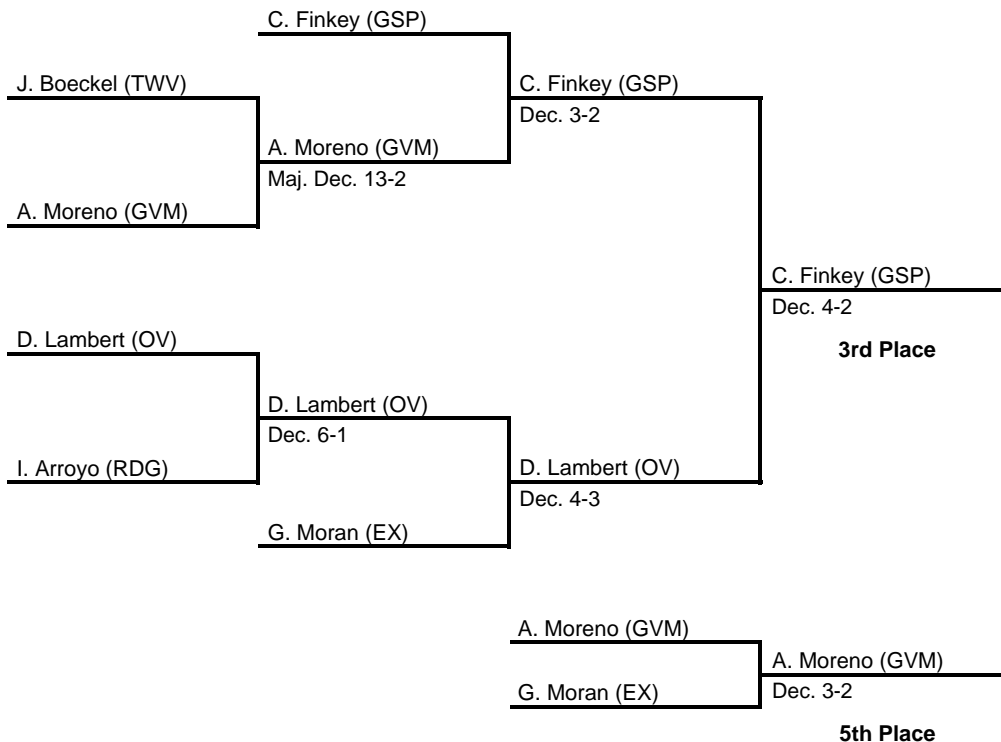 C. Finkey (GSP)
J. Boeckel (TWV)
C. Finkey (GSP)
Dec. 3-2
A. Moreno (GVM)
Maj. Dec. 13-2
A. Moreno (GVM)
C. Finkey (GSP)
Dec. 4-2
3rd Place
D. Lambert (OV)
D. Lambert (OV)
Dec. 6-1
I. Arroyo (RDG)
D. Lambert (OV)
Dec. 4-3
G. Moran (EX)
A. Moreno (GVM)
A. Moreno (GVM)
Dec. 3-2
G. Moran (EX)
5th Place